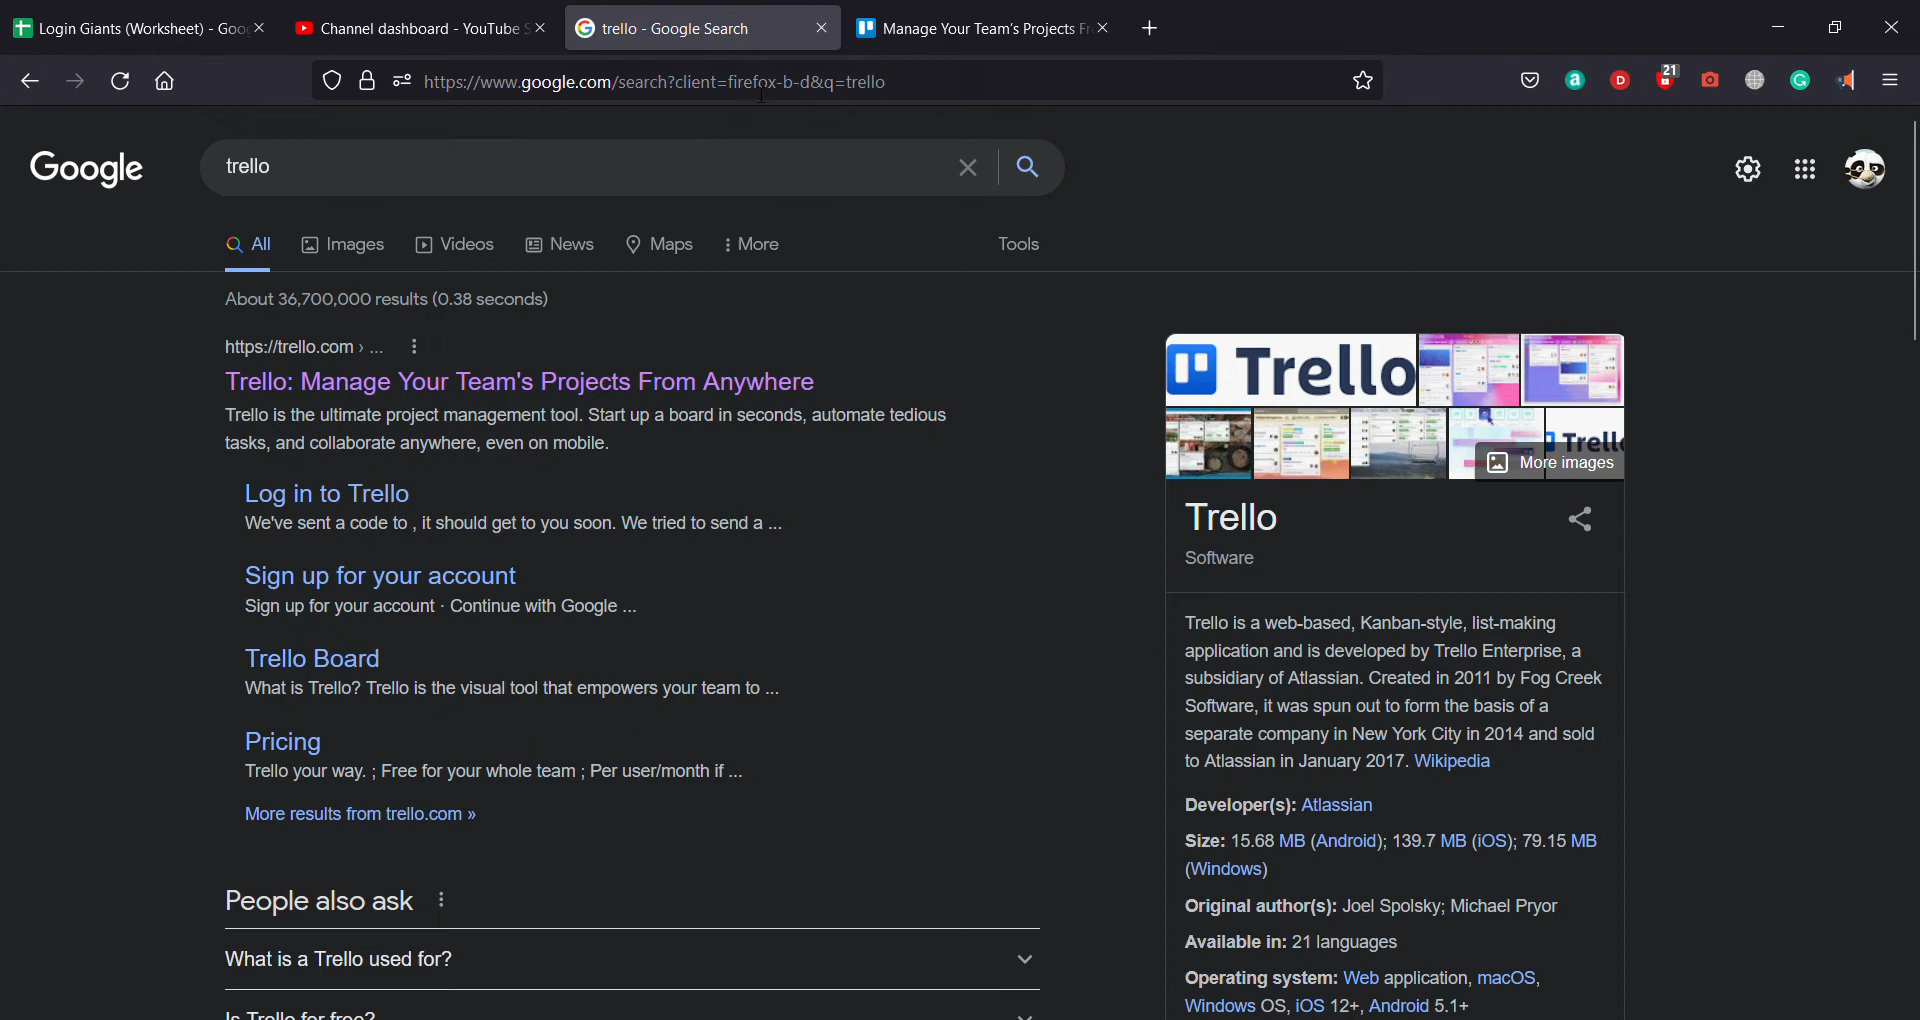 Login Giants (Worksheet) - Goo
Channel dashboard - YouTube S
trello - Google Search
Manage Your Team's Projects Fr
https://www.google.com/search?client=firefox-b-d&q=trello
21
Google
trello
All
Images
Videos
News
Maps
More
Tools
About 36,700,000 results (0.38 seconds)
https://trello.com › ...
Trello: Manage Your Team's Projects From Anywhere
Trello is the ultimate project management tool. Start up a board in seconds, automate tedious
tasks, and collaborate anywhere, even on mobile.
Log in to Trello
We've sent a code to , it should get to you soon. We tried to send a ...
Sign up for your account
Sign up for your account · Continue with Google ...
Trello Board
What is Trello? Trello is the visual tool that empowers your team to ...
Pricing
Trello your way. ; Free for your whole team ; Per user/month if ...
More results from trello.com »
People also ask
What is a Trello used for?
Is Trello for free?
Trello
Trell
More images
Trello
Software
Trello is a web-based, Kanban-style, list-making
application and is developed by Trello Enterprise, a
subsidiary of Atlassian. Created in 2011 by Fog Creek
Software, it was spun out to form the basis of a
separate company in New York City in 2014 and sold
to Atlassian in January 2017. Wikipedia
Developer(s): Atlassian
Size: 15.68 MB (Android); 139.7 MB (iOS); 79.15 MB
(Windows)
Original author(s): Joel Spolsky; Michael Pryor
Available in: 21 languages
Operating system: Web application, macOS,
Windows OS, iOS 12+, Android 5.1+